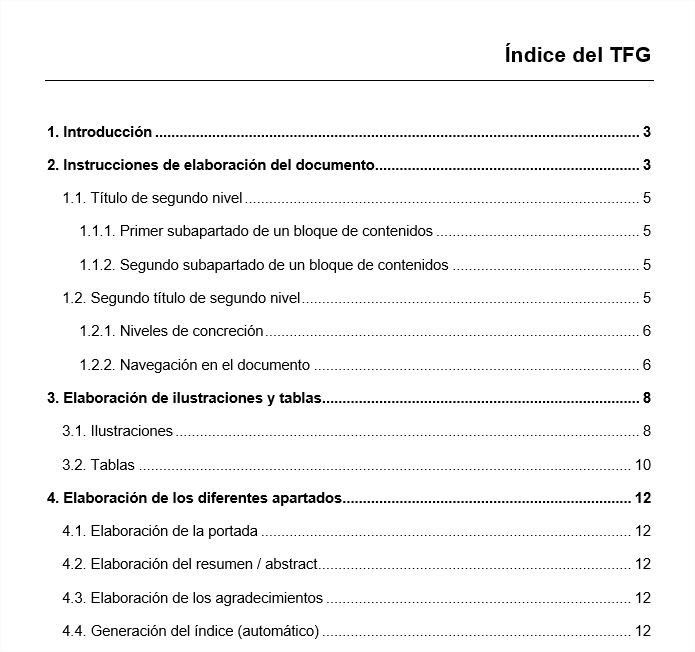 Índice del TFG
1. Introducción ........................................................................................................................ 3
2. Instrucciones de elaboración del documento................................................................. 3
1.1. Título de segundo nivel ................................................................................................. 5
1.1.1. Primer subapartado de un bloque de contenidos .................................................. 5
1.1.2. Segundo subapartado de un bloque de contenidos .............................................. 5
1.2. Segundo título de segundo nivel.................................................................................... 5
1.2.1. Niveles de concreción............................................................................................. 6
1.2.2. Navegación en el documento ................................................................................ 6
3. Elaboración de ilustraciones y tablas.............................................................................. 8
3.1. Ilustraciones .................................................................................................................. 8
3.2. Tablas ......................................................................................................................... 10
4. Elaboración de los diferentes apartados....................................................................... 12
4.1. Elaboración de la portada ........................................................................................... 12
4.2. Elaboración del resumen / abstract.............................................................................. 12
4.3. Elaboración de los agradecimientos ............................................................................ 12
4.4. Generación del índice (automático) ............................................................................. 12